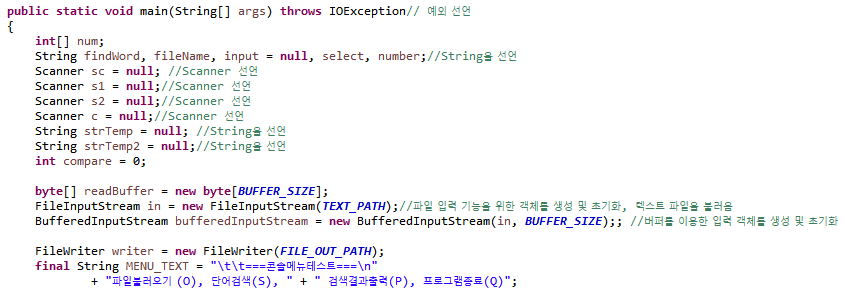 public static void main(String[] args) throws IOException// 예외 선언
{
int[] num;
String findWord, fileName, input = null, select, number;//String을 선언
Scanner sc = null; //Scanner 선언
Scanner s1 = null;//Scanner 선언
Scanner s2 = null;//Scanner 선언
Scanner c = null;//Scanner 선언
String strTemp = null; //String을 선언
String strTemp2 = null;//String을 선언
int compare = 0;
byte[] readBuffer = new byte[BUFFER_SIZE];
FileInputStream in = new FileInputStream(TEXT_PATH);//파일 입력 기능을 위한 객체를 생성 및 초기화, 텍스트 파일을 불러옴
BufferedInputStream bufferedInputStream = new BufferedInputStream(in, BUFFER_SIZE);; //버퍼를 이용한 입력 객체를 생성 및 초기화
FileWriter writer = new FileWriter(FILE_OUT_PATH);
final String MENU_TEXT = "\t\t===콘솔메뉴테스트===\n"
+ "파일불러오기 (O), 단어검색(S), " + " 검색결과출력(P), 프로그램종료(Q)";